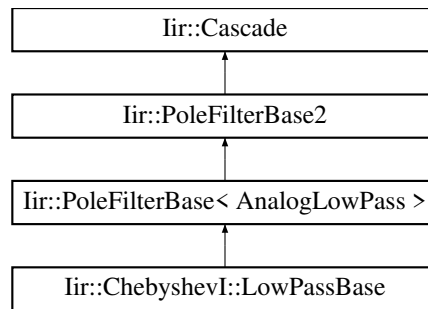 Iir::Cascade
Iir::PoleFilterBase2
Iir::PoleFilterBase< AnalogLowPass >
Iir::ChebyshevI::LowPassBase